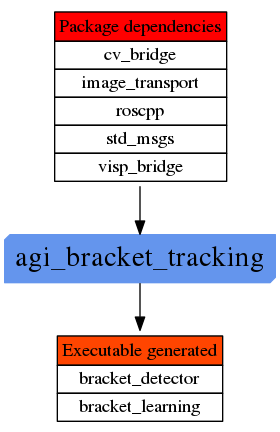 Package dependencies
cv_bridge
image_transport
roscpp
std_msgs
visp_bridge
agi_bracket_tracking
Executable generated
bracket_detector
bracket_learning